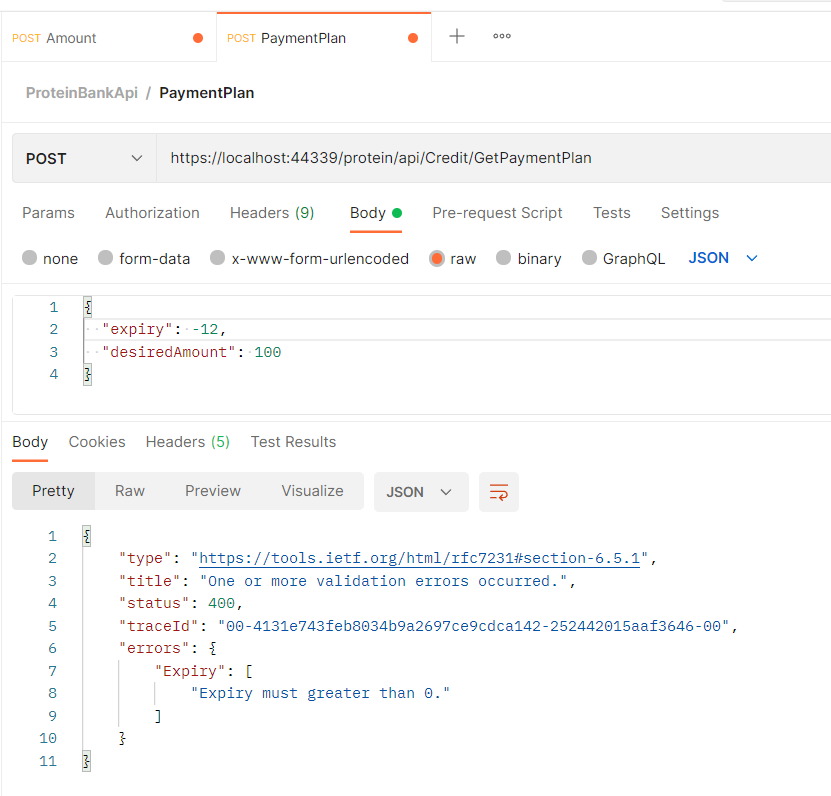 POST Amount POST PaymentPlan
ProteinBankApi / PaymentPlan
POST https://localhost:44339/protein/api/Credit/GetPaymentPlan
Params Authorization Headers (9) Body Pre-request Script Tests Settings
none form-data x-www-form-urlencoded raw binary GraphQL JSON
1 {
2 "expiry": -12,
3 "desiredAmount": 100
4 }
Body Cookies Headers (5) Test Results
Pretty Raw Preview Visualize JSON
1 {
2 "type": "https://tools.ietf.org/html/rfc7231#section-6.5.1",
3 "title": "One or more validation errors occurred.",
4 "status": 400,
5 "traceId": "00-4131e743feb8034b9a2697ce9cdca142-252442015aaf3646-00",
6 "errors": {
7 "Expiry": [
8 "Expiry must greater than 0."
9 ]
10 }
11 }